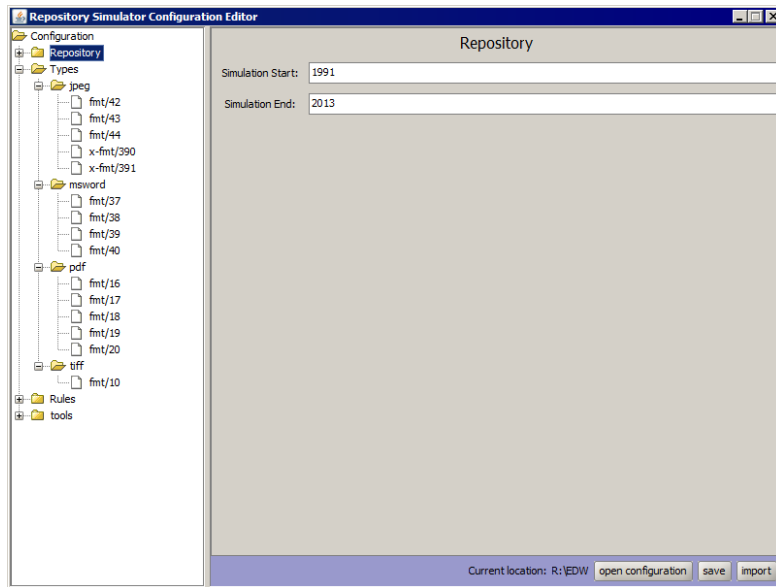 Repository Simulator Configuration Editor
Configuration
Repository
Types
jpeg
fmt/42
fmt/43
fmt/44
x-fmt/390
x-fmt/391
msword
fmt/37
fmt/38
fmt/39
fmt/40
pdf
fmt/16
fmt/17
fmt/18
fmt/19
fmt/20
tiff
fmt/10
Rules
tools
Repository
Simulation Start: 1991
Simulation End: 2013
Current location: R:\EDW open configuration save import